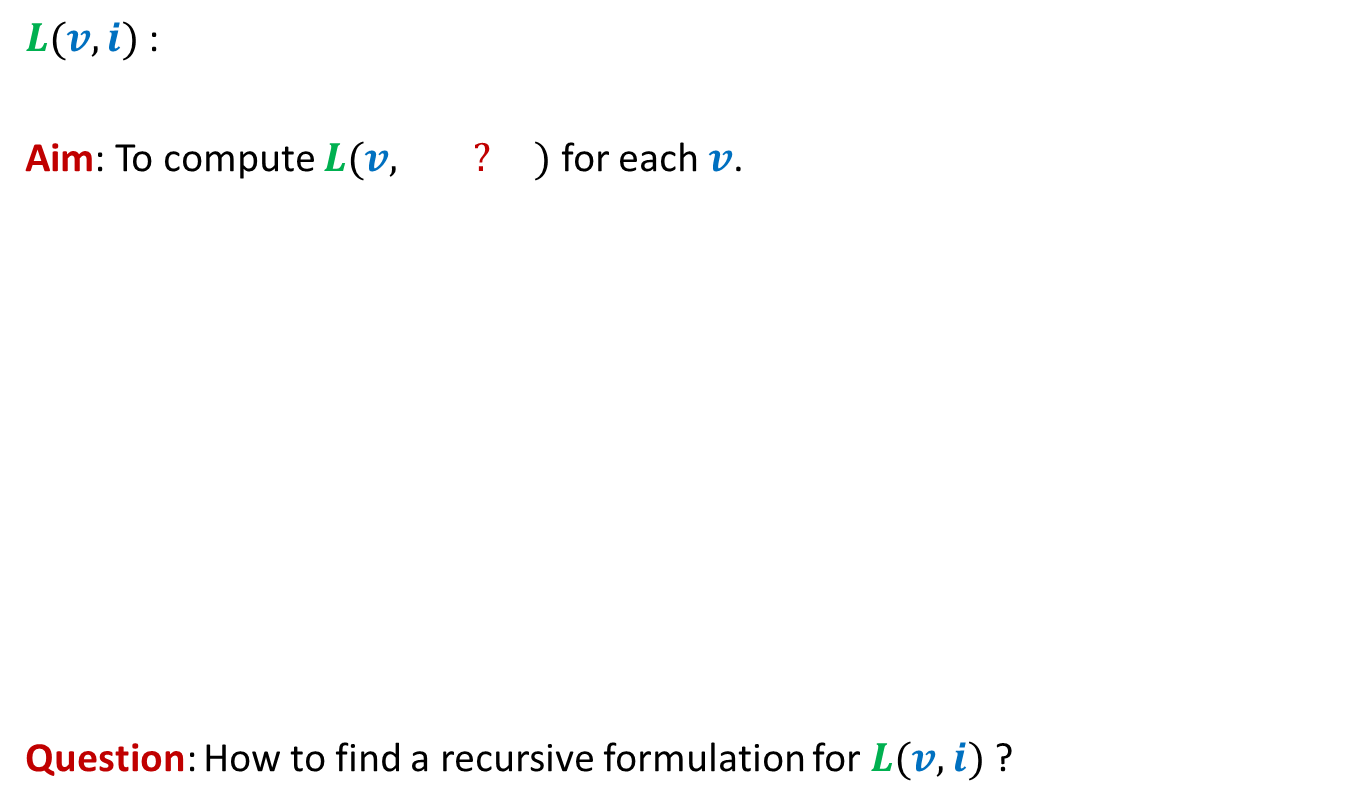 L(v, i) :
Aim: To compute L(v, ? ) for each v.
Question: How to find a recursive formulation for L(v, i) ?